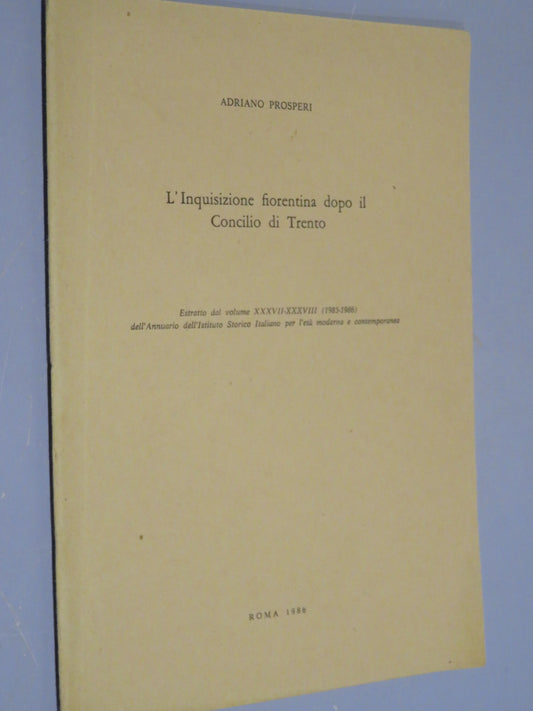 ADRIANO PROSPERI
L'Inquisizione fiorentina dopo il
Concilio di Trento
Estratto dal volume XXXVII-XXXVIII (1985-1986)
dell'Annuario dell'Istituto Storico Italiano per l'età moderna e contemporanea
ROMA 1986